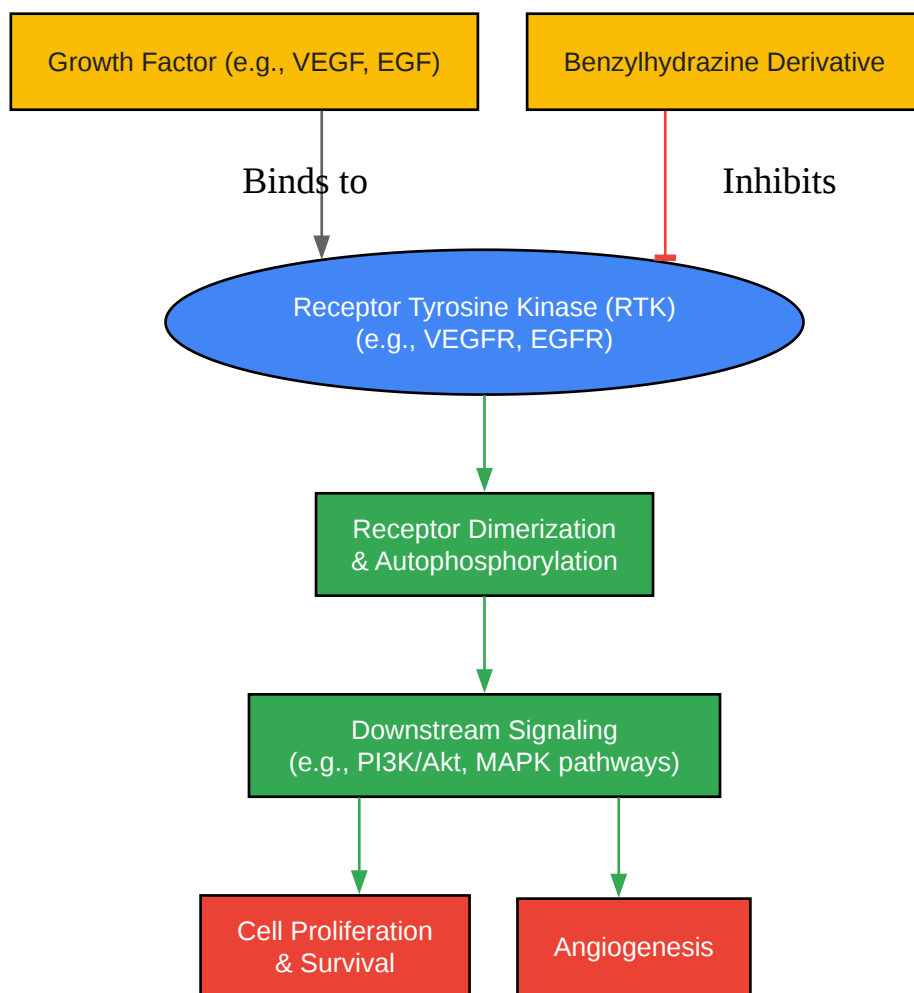 Growth Factor (e.g., VEGF, EGF)
Benzylhydrazine Derivative
Binds to
Inhibits
Receptor Tyrosine Kinase (RTK)
(e.g., VEGFR, EGFR)
Receptor Dimerization
& Autophosphorylation
Downstream Signaling
(e.g., PI3K/Akt, MAPK pathways)
Cell Proliferation
& Survival
Angiogenesis